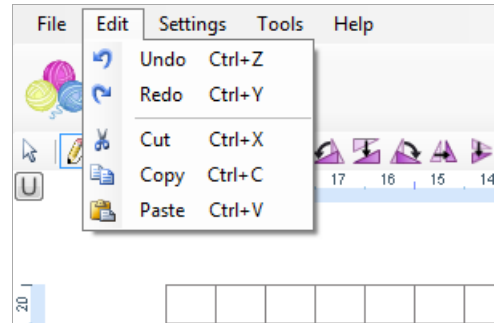 File Edit Settings Tools Help
Undo Ctrl+Z
Redo Ctrl+Y
Cut Ctrl+X
Copy Ctrl+C
Paste Ctrl+V
U
17 16 15 14
20